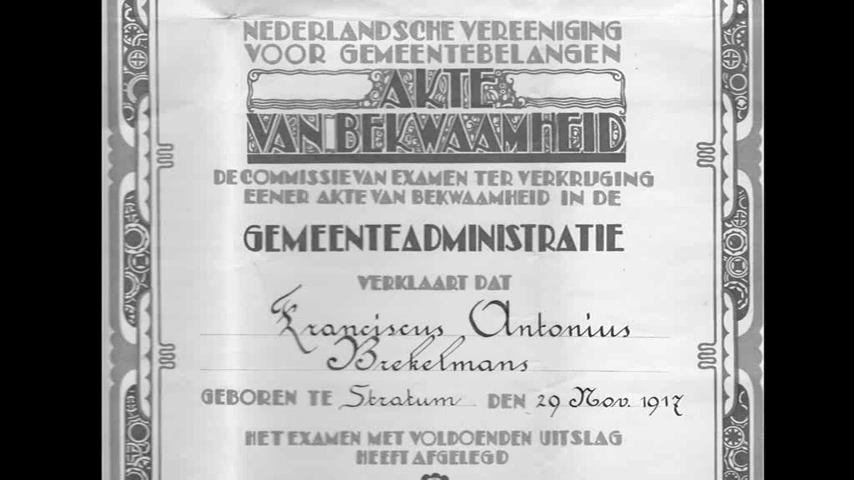 NEDERLANDSCHE VEREENIGING
VOOR GEMEENTEBELANGEN
AKTE
VAN BEKWAAMHEID
DE COMMISSIE VAN EXAMEN TER VERKRIJGING
EENER AKTE VAN BEKWAAMHEID IN DE
GEMEENTEADMINISTRATIE
VERKLAART DAT
Franciscus Antonius
Brekelmans
GEBOREN TE Stratum DEN 29 Nov. 1917
HET EXAMEN MET VOLDOENDEN UITSLAG
HEEFT AFGELEGD